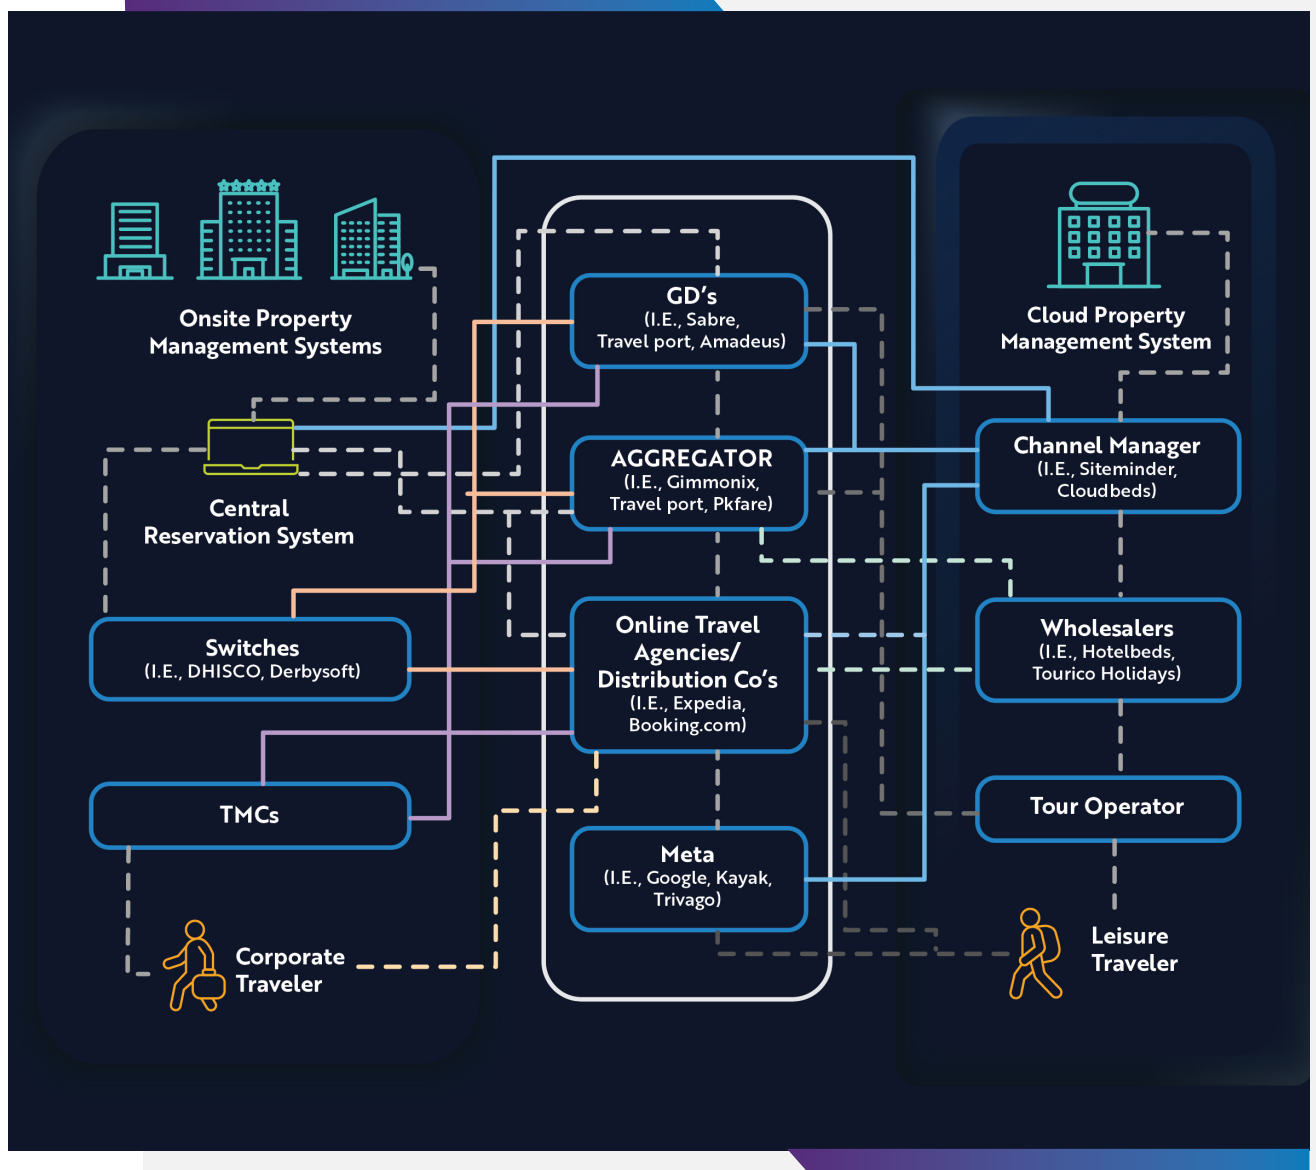 Onsite Property
Management Systems
Central
Reservation System
Switches
(I.E., DHISCO, Derbysoft)
TMCs
Corporate
Traveler
GD's
(I.E., Sabre,
Travel port, Amadeus)
AGGREGATOR
(I.E., Gimmonix,
Travel port, Pkfare)
Online Travel
Agencies/
Distribution Co's
(I.E., Expedia,
Booking.com)
Meta
(I.E., Google, Kayak,
Trivago)
Cloud Property
Management System
Channel Manager
(I.E., Siteminder,
Cloudbeds)
Wholesalers
(I.E., Hotelbeds,
Tourico Holidays)
Tour Operator
Leisure
Traveler